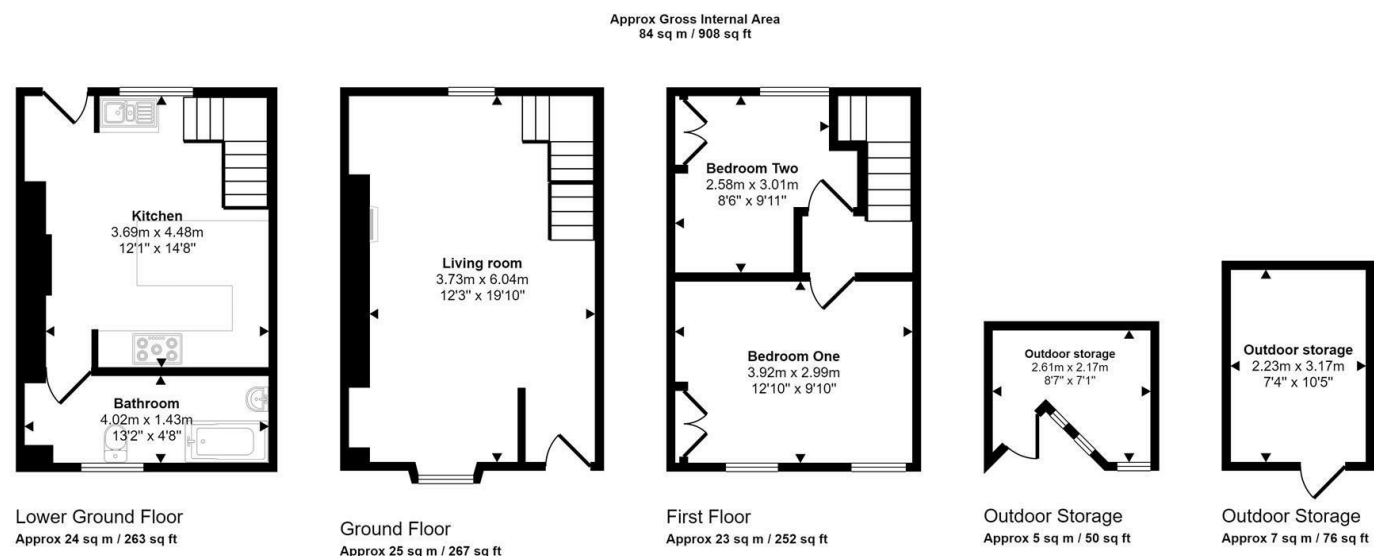 Approx Gross Internal Area
84 sq m / 908 sq ft
Kitchen
3.69m x 4.48m
12'1" x 14'8"
Bathroom
4.02m x 1.43m
13'2" x 4'8"
Lower Ground Floor
Approx 24 sq m / 263 sq ft
Living room
3.73m x 6.04m
12'3" x 19'10"
Ground Floor
Approx 25 sq m / 267 sq ft
Bedroom Two
2.58m x 3.01m
8'6" x 9'11"
Bedroom One
3.92m x 2.99m
12'10" x 9'10"
First Floor
Approx 23 sq m / 252 sq ft
Outdoor storage
2.61m x 2.17m
8'7" x 7'1"
Outdoor Storage
Approx 5 sq m / 50 sq ft
Outdoor storage
2.23m x 3.17m
7'4" x 10'5"
Outdoor Storage
Approx 7 sq m / 76 sq ft